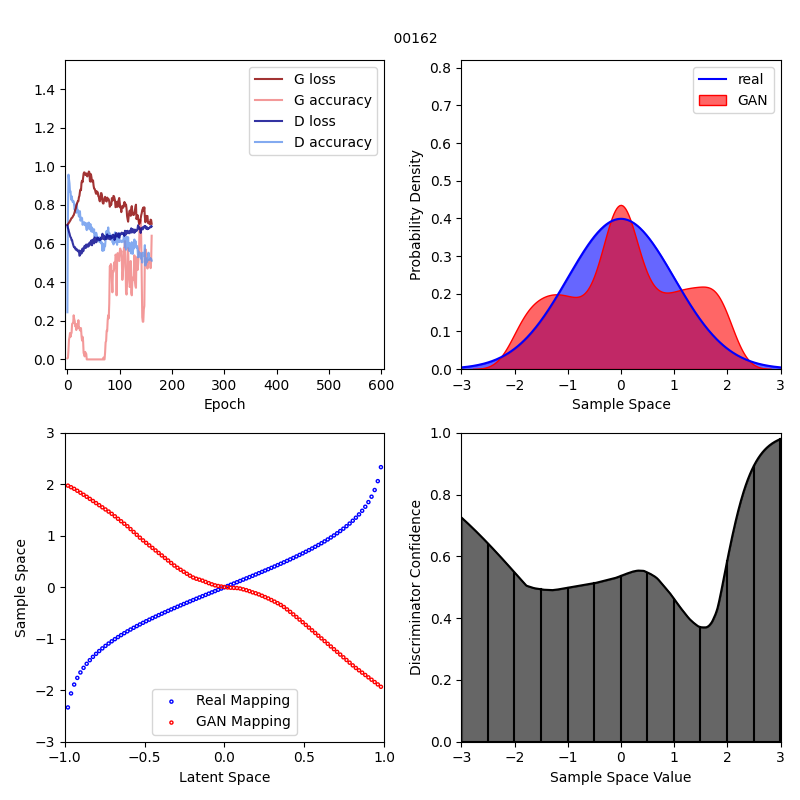 00162
G loss
G accuracy
D loss
D accuracy
0.0
0.2
0.4
0.6
0.8
1.0
1.2
1.4
0 100 200 300 400 500 600
Epoch
real
GAN
Probability Density
0.0
0.1
0.2
0.3
0.4
0.5
0.6
0.7
0.8
−3 −2 −1 0 1 2 3
Sample Space
Sample Space
3
2
1
0
−1
−2
−3
Real Mapping
GAN Mapping
−1.0 −0.5 0.0 0.5 1.0
Latent Space
Discriminator Confidence
1.0
0.8
0.6
0.4
0.2
0.0
−3 −2 −1 0 1 2 3
Sample Space Value